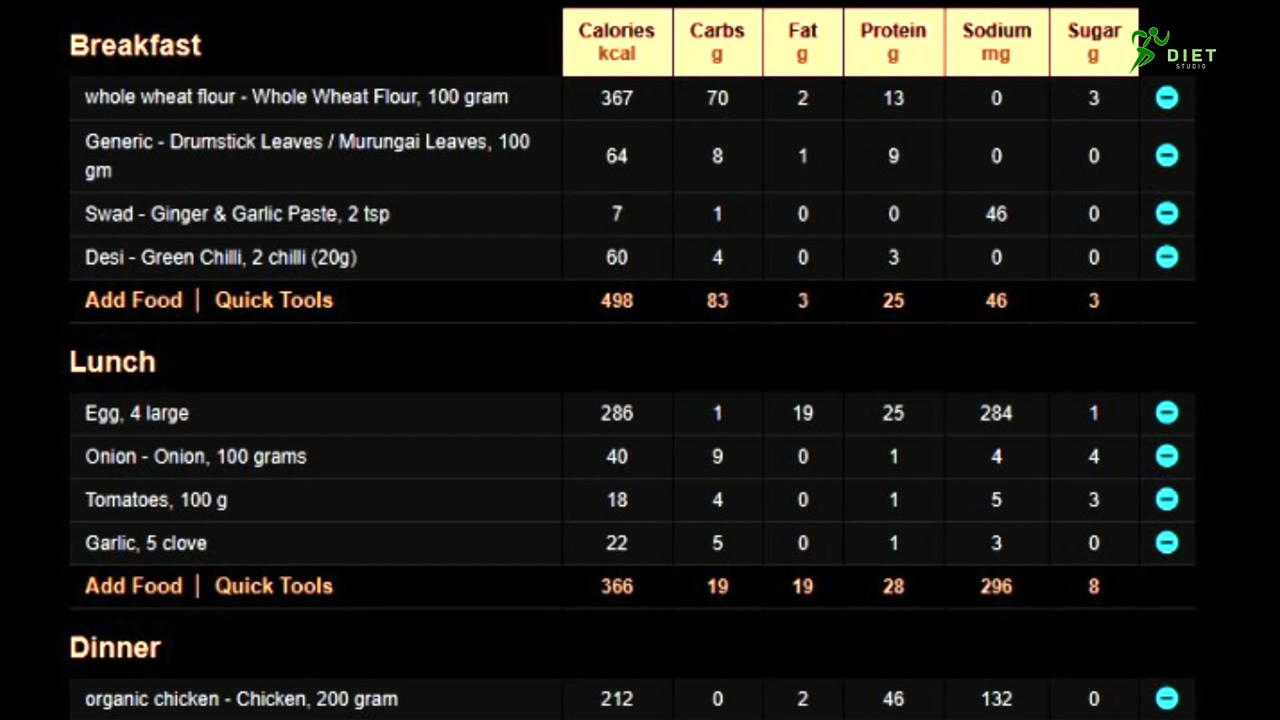 Breakfast
Calories Carbs Fat Protein Sodium Sugar
kcal g g g mg g
DIET
STUDIO
whole wheat flour - Whole Wheat Flour, 100 gram 367 70 2 13 0 3
Generic - Drumstick Leaves / Murungai Leaves, 100
gm 64 8 1 9 0 0
Swad - Ginger & Garlic Paste, 2 tsp 7 1 0 0 46 0
Desi - Green Chilli, 2 chilli (20g) 60 4 0 3 0 0
Add Food | Quick Tools 498 83 3 25 46 3
Lunch
Egg, 4 large 286 1 19 25 284 1
Onion - Onion, 100 grams 40 9 0 1 4 4
Tomatoes, 100 g 18 4 0 1 5 3
Garlic, 5 clove 22 5 0 1 3 0
Add Food | Quick Tools 366 19 19 28 296 8
Dinner
organic chicken - Chicken, 200 gram 212 0 2 46 132 0